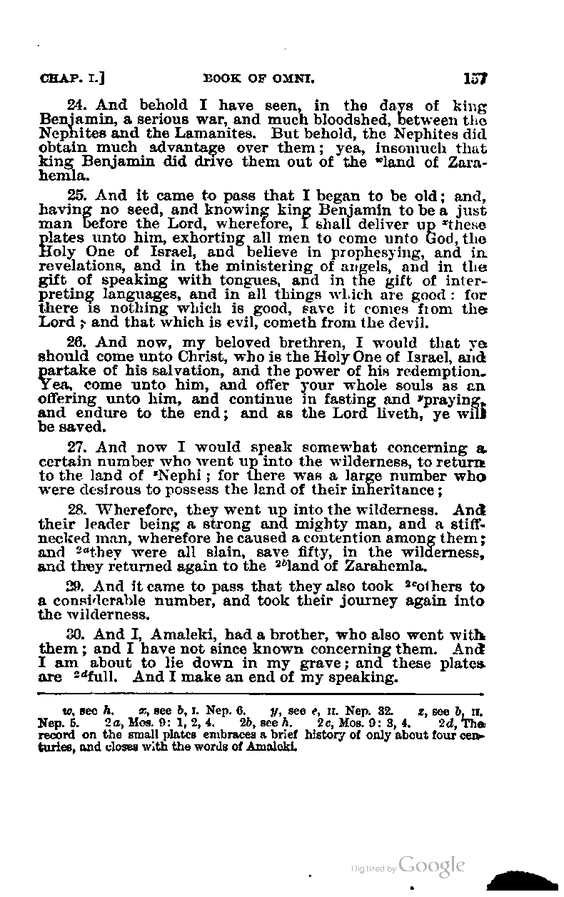 CHAP. I.] BOOK OF OMNI. 157
24. And behold I have seen, in the days of king
Benjamin, a serious war, and much bloodshed, between the
Nephites and the Lamanites. But behold, the Nephites did
obtain much advantage over them; yea, insomuch that
king Benjamin did drive them out of the ʷland of Zara-
hemla.
25. And it came to pass that I began to be old; and,
having no seed, and knowing king Benjamin to be a just
man before the Lord, wherefore, I shall deliver up ˣthese
plates unto him, exhorting all men to come unto God, the
Holy One of Israel, and believe in prophesying, and in
revelations, and in the ministering of angels, and in the
gift of speaking with tongues, and in the gift of inter-
preting languages, and in all things which are good: for
there is nothing which is good, save it comes from the
Lord; and that which is evil, cometh from the devil.
26. And now, my beloved brethren, I would that ye
should come unto Christ, who is the Holy One of Israel, and
partake of his salvation, and the power of his redemption.
Yea, come unto him, and offer your whole souls as an
offering unto him, and continue in fasting and ʸpraying,
and endure to the end; and as the Lord liveth, ye will
be saved.
27. And now I would speak somewhat concerning a
certain number who went up into the wilderness, to return
to the land of ᶻNephi; for there was a large number who
were desirous to possess the land of their inheritance;
28. Wherefore, they went up into the wilderness. And
their leader being a strong and mighty man, and a stiff-
necked man, wherefore he caused a contention among them;
and ²ᵃthey were all slain, save fifty, in the wilderness,
and they returned again to the ²ᵇland of Zarahemla.
29. And it came to pass that they also took ²ᶜothers to
a considerable number, and took their journey again into
the wilderness.
30. And I, Amaleki, had a brother, who also went with
them; and I have not since known concerning them. And
I am about to lie down in my grave; and these plates
are ²ᵈfull. And I make an end of my speaking.
w, see h. x, see b, I. Nep. 6. y, see e, II. Nep. 32. z, see b, II.
Nep. 5. 2a, Mos. 9: 1, 2, 4. 2b, see h. 2c, Mos. 9: 3, 4. 2d, The
record on the small plates embraces a brief history of only about four cen-
turies, and closes with the words of Amaloki.
Digitized by Google